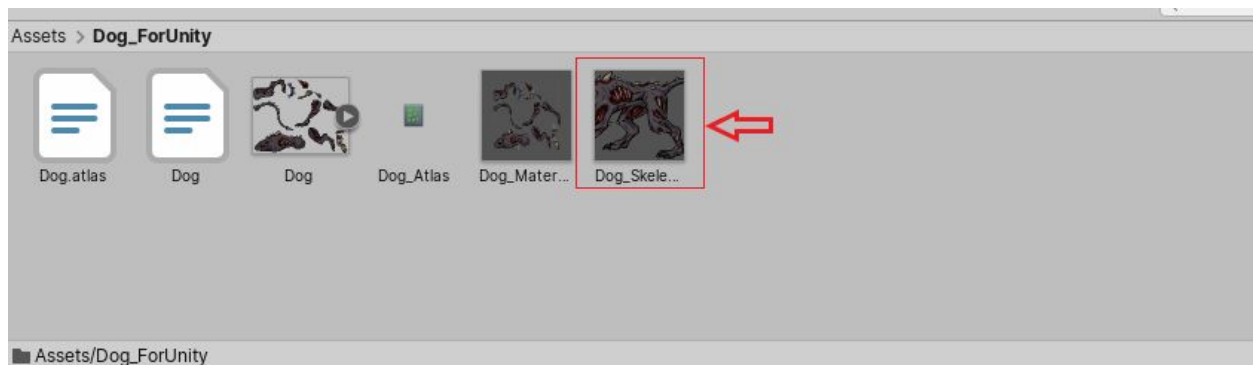 Assets > Dog_ForUnity
Dog.atlas Dog Dog Dog_Atlas Dog_Mater... Dog_Skele...
Assets/Dog_ForUnity